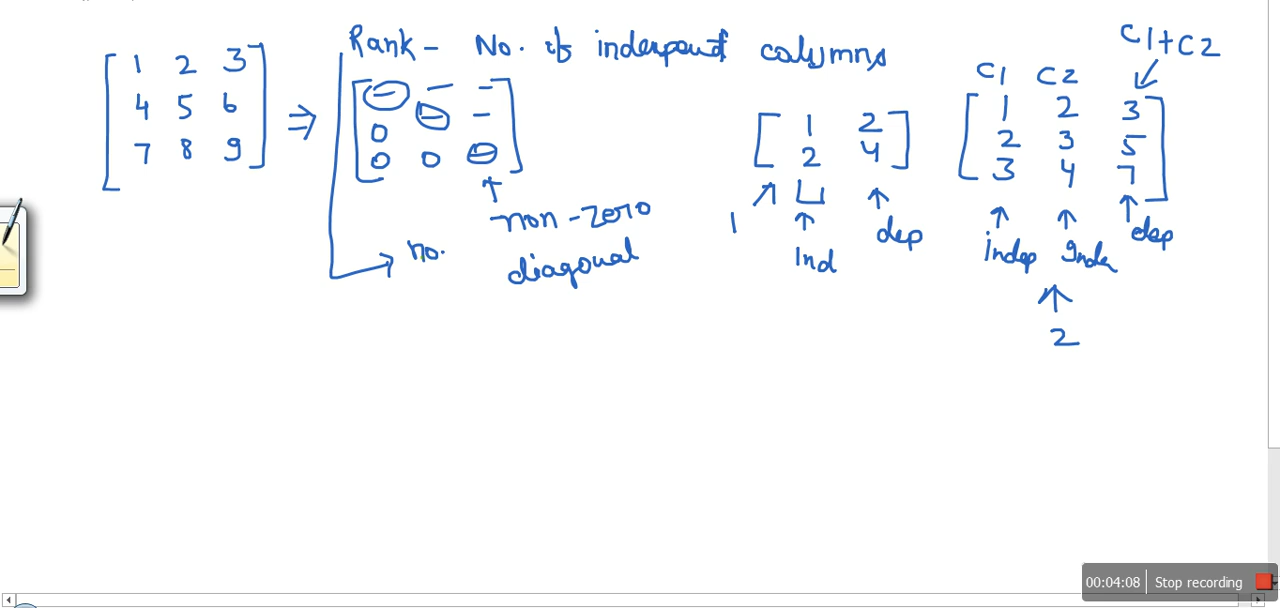 Rank - No. of independent columns
1 2 3
4 5 6
7 8 9
⇒
0
0 0
non-zero
diagonal
no.
1 2
2 4
1
Ind
dep
C1+C2
C1 C2
1 2 3
2 3 5
3 4 7
indep
dep
2
00:04:08 Stop recording